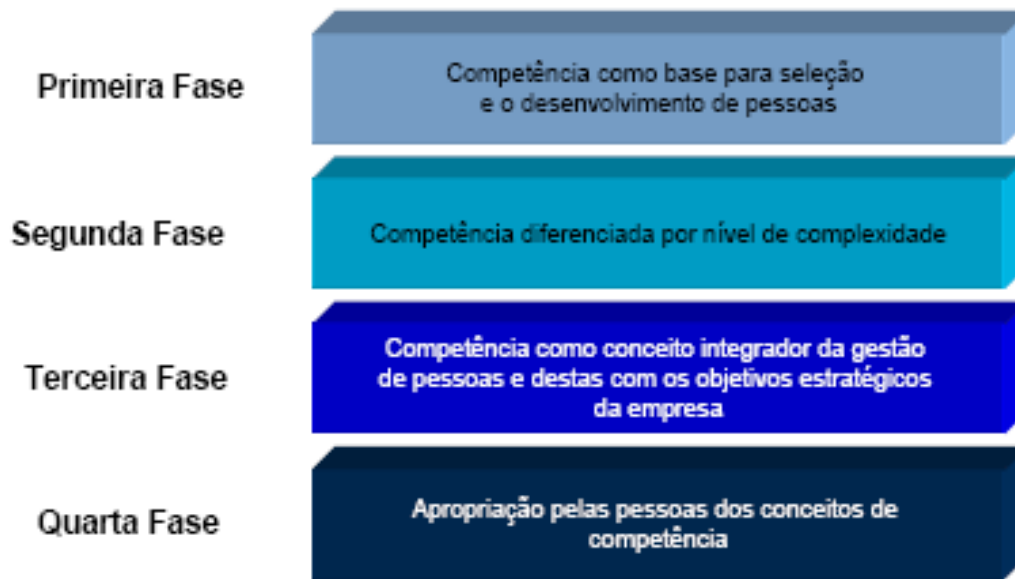 Primeira Fase
Competência como base para seleção
e o desenvolvimento de pessoas
Segunda Fase
Competência diferenciada por nível de complexidade
Terceira Fase
Competência como conceito integrador da gestão
de pessoas e destas com os objetivos estratégicos
da empresa
Quarta Fase
Apropriação pelas pessoas dos conceitos de
competência